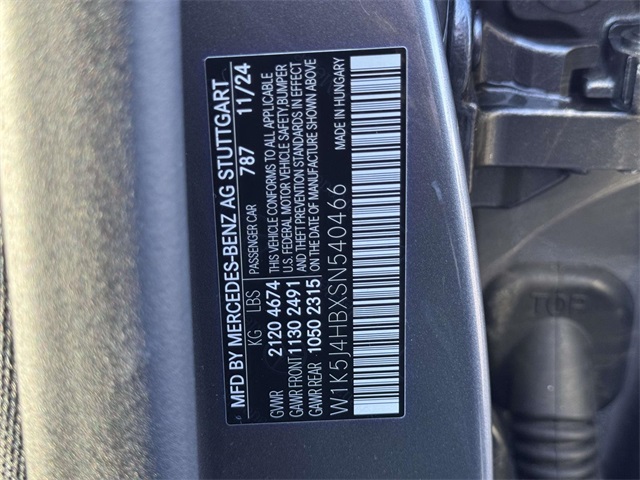 MFD BY MERCEDES-BENZ AG STUTTGART
PASSENGER CAR 787 11/24
KG LBS
GVWR 2120 4674
GAWR FRONT 1130 2491
GAWR REAR 1050 2315
THIS VEHICLE CONFORMS TO ALL APPLICABLE
U.S. FEDERAL MOTOR VEHICLE SAFETY, BUMPER
AND THEFT PREVENTION STANDARDS IN EFFECT
ON THE DATE OF MANUFACTURE SHOWN ABOVE
W1K5J4HBXSN540466 MADE IN HUNGARY
TOP